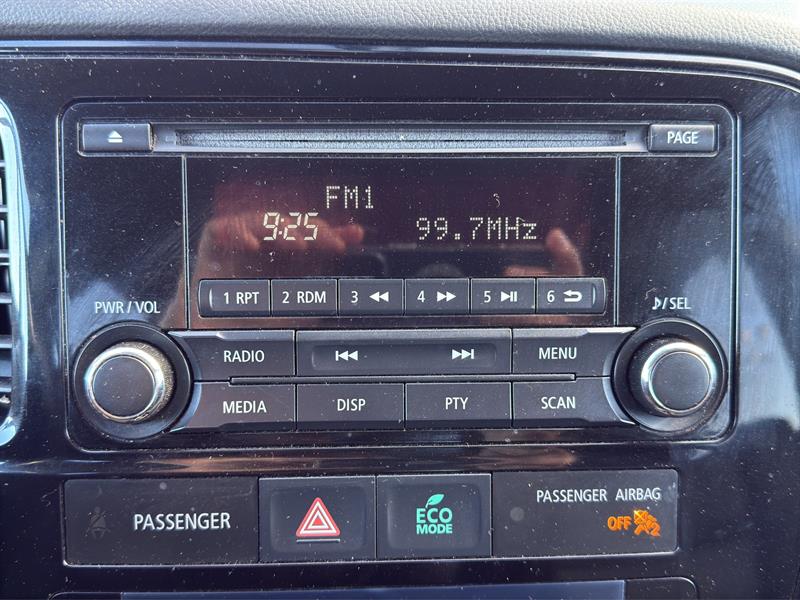 PAGE
FM1
9:25 99.7MHz
1 RPT 2 RDM 3 4 5 6
PWR / VOL
/ SEL
RADIO MENU
MEDIA DISP PTY SCAN
PASSENGER
ECO
MODE
PASSENGER AIRBAG
OFF 2